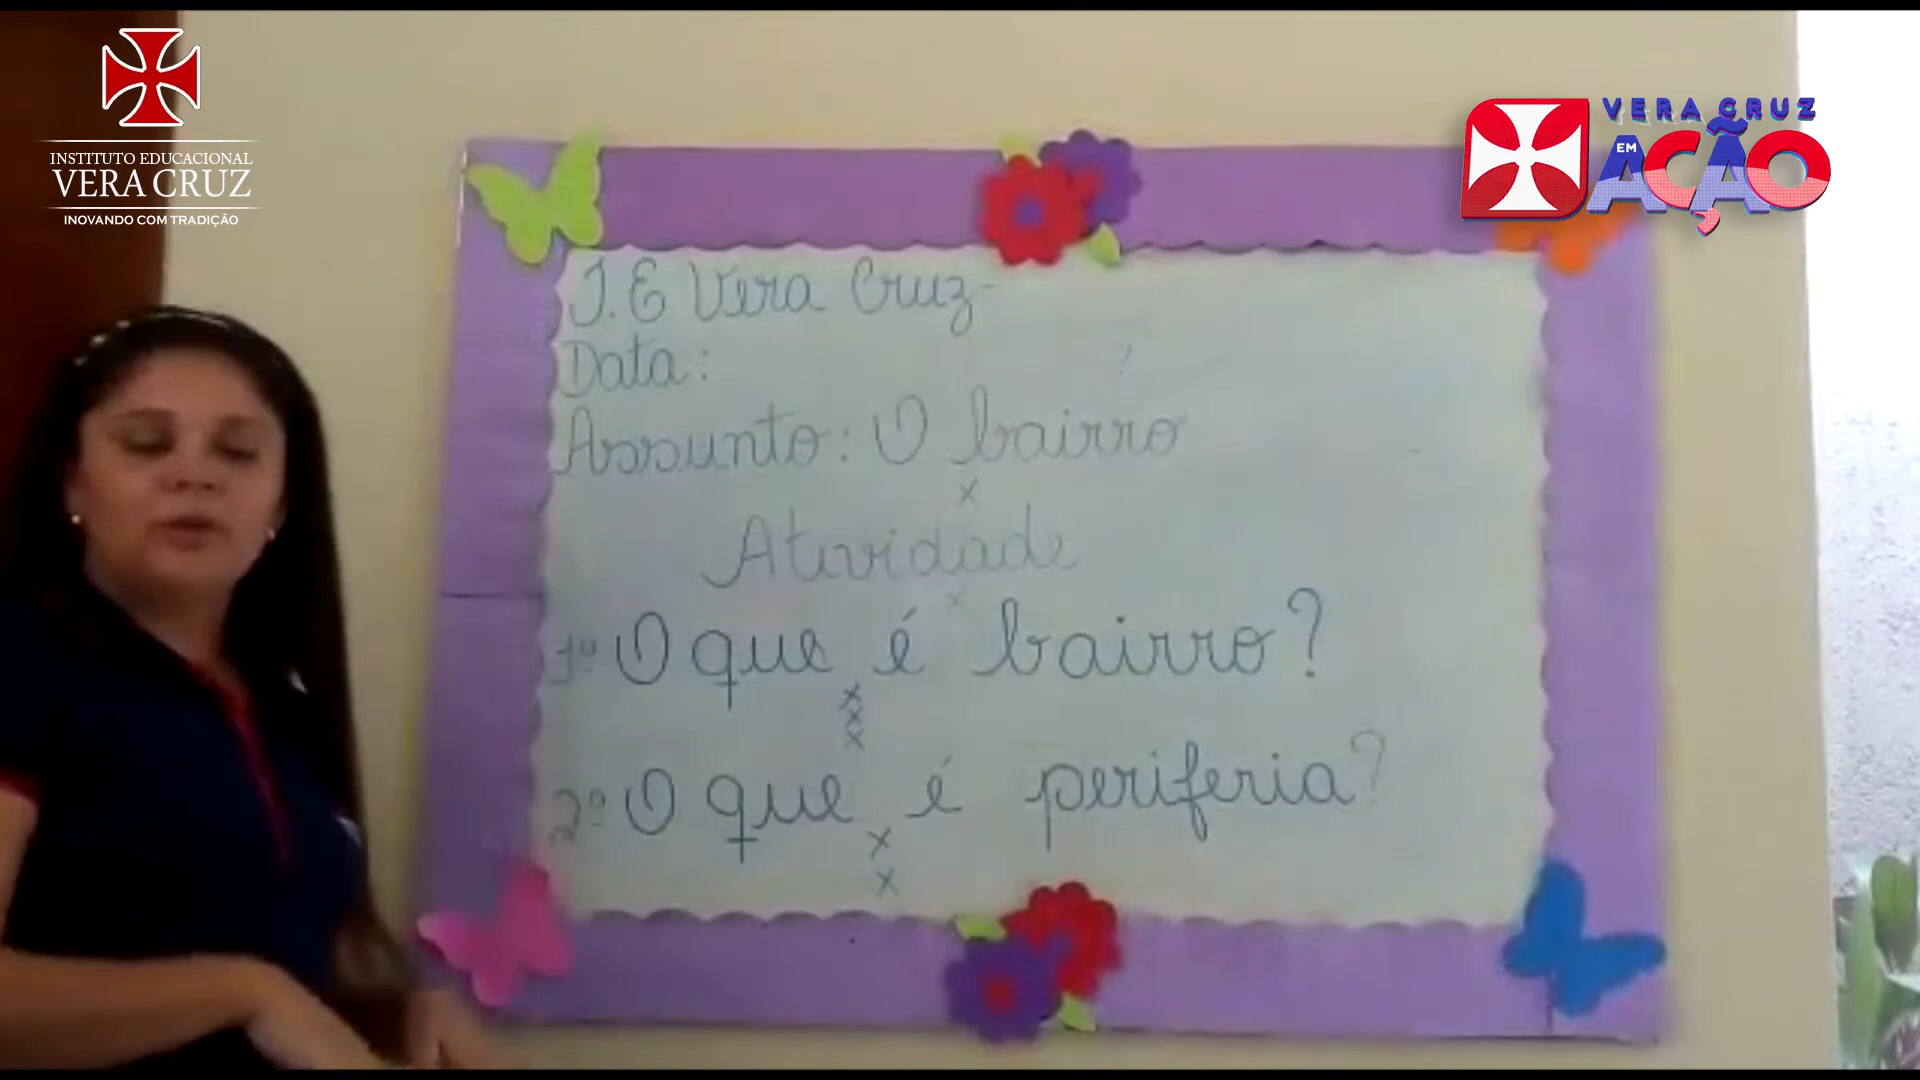 INSTITUTO EDUCACIONAL
VERA CRUZ
INOVANDO COM TRADIÇÃO
VERA CRUZ
EM
AÇÃO
I.E Vera Cruz-
Data:
Assunto: O bairro
x
Atividade
x
1º O que é bairro?
x
x
x
2º O que é periferia?
x
x